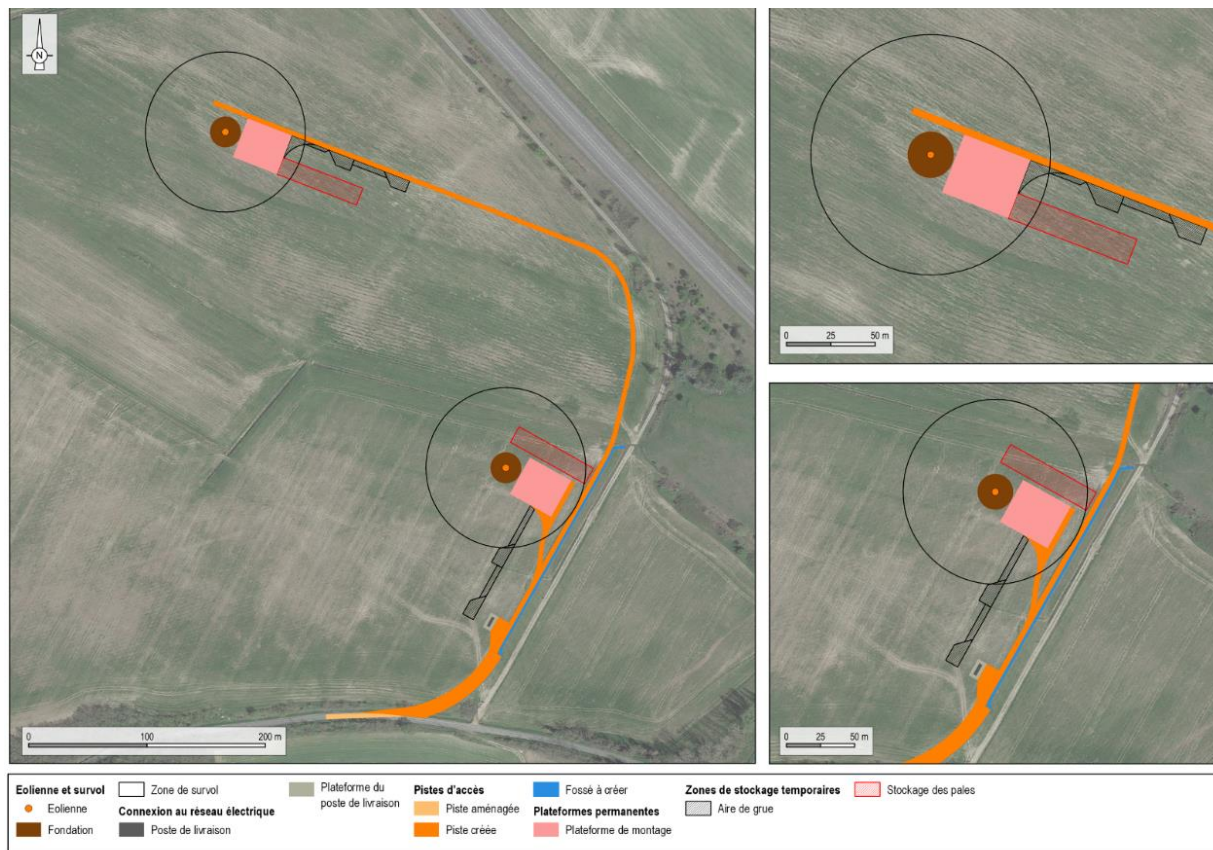 N
0 25 50 m
0 100 200 m
0 25 50 m
Eolienne et survol
Eolienne
Fondation
Zone de survol
Connexion au réseau électrique
Poste de livraison
Plateforme du
poste de livraison
Pistes d'accès
Piste aménagée
Piste créée
Fossé à créer
Plateformes permanentes
Plateforme de montage
Zones de stockage temporaires
Aire de grue
Stockage des pales